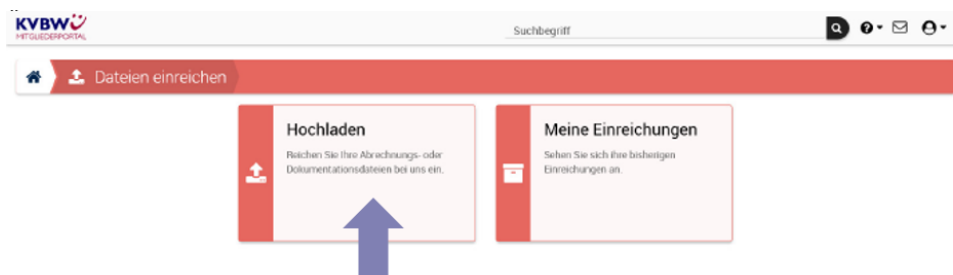 KVBW
MITGLIEDERPORTAL
Suchbegriff
Dateien einreichen
Hochladen
Reichen Sie Ihre Abrechnungs- oder
Dokumentationsdateien bei uns ein.
Meine Einreichungen
Sehen Sie sich ihre bisherigen
Einreichungen an.